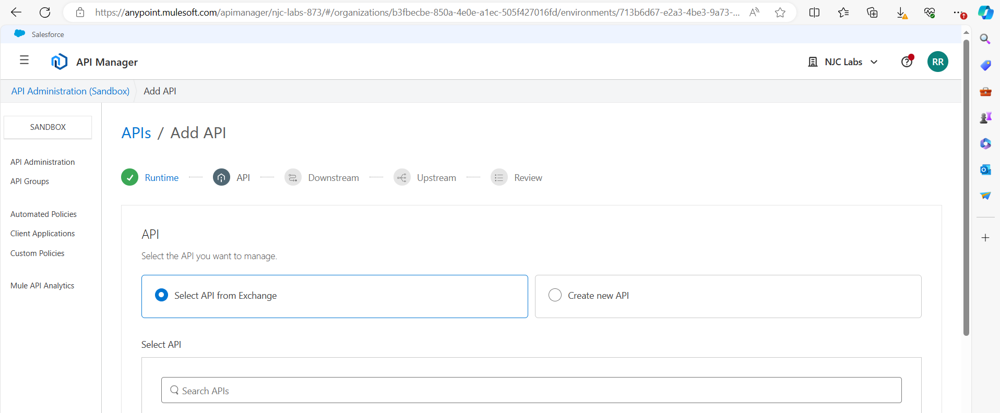 https://anypoint.mulesoft.com/apimanager/njc-labs-873/#/organizations/b3fbecbe-850a-4e0e-a1ec-505f427016fd/environments/713b6d67-e2a3-4be3-9a73-...
Salesforce
API Manager
NJC Labs
RR
API Administration (Sandbox)
Add API
SANDBOX
API Administration
API Groups
Automated Policies
Client Applications
Custom Policies
Mule API Analytics
APIs / Add API
Runtime
API
Downstream
Upstream
Review
API
Select the API you want to manage.
Select API from Exchange
Create new API
Select API
Search APIs